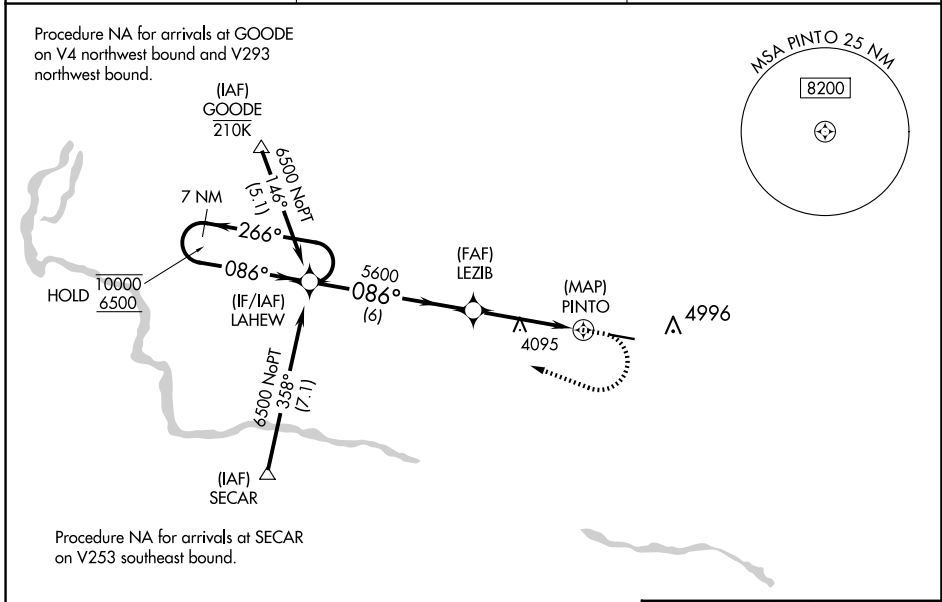 Procedure NA for arrivals at GOODE
on V4 northwest bound and V293
northwest bound.
MSA PINTO 25 NM
8200
(IAF)
GOODE
210K
6500 NoPT
146°
(5.1)
7 NM
266°
086°
HOLD
10000
6500
(IF/IAF)
LAHEW
5600
086°
(6)
(FAF)
LEZIB
(MAP)
PINTO
4095
4996
6500 NoPT
358°
(7.1)
(IAF)
SECAR
Procedure NA for arrivals at SECAR
on V253 southeast bound.